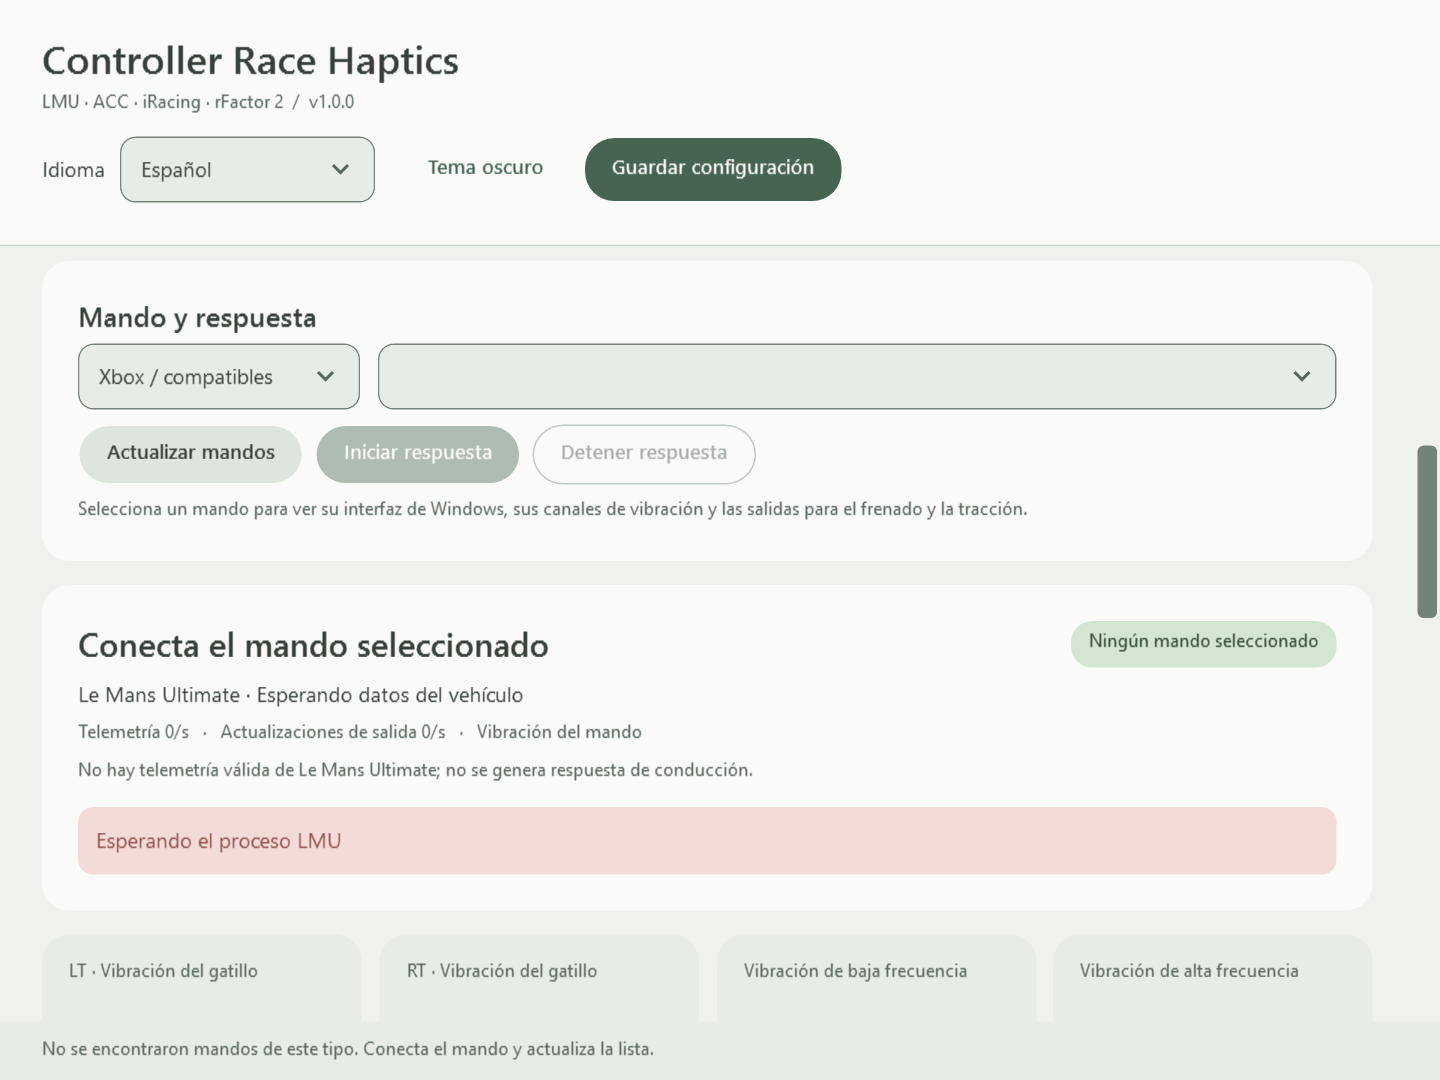 Controller Race Haptics
LMU · ACC · iRacing · rFactor 2 / v1.0.0
Idioma
Español
Tema oscuro
Guardar configuración
Mando y respuesta
Xbox / compatibles
Actualizar mandos
Iniciar respuesta
Detener respuesta
Selecciona un mando para ver su interfaz de Windows, sus canales de vibración y las salidas para el frenado y la tracción.
Conecta el mando seleccionado
Ningún mando seleccionado
Le Mans Ultimate · Esperando datos del vehículo
Telemetría 0/s · Actualizaciones de salida 0/s · Vibración del mando
No hay telemetría válida de Le Mans Ultimate; no se genera respuesta de conducción.
Esperando el proceso LMU
LT · Vibración del gatillo
RT · Vibración del gatillo
Vibración de baja frecuencia
Vibración de alta frecuencia
No se encontraron mandos de este tipo. Conecta el mando y actualiza la lista.